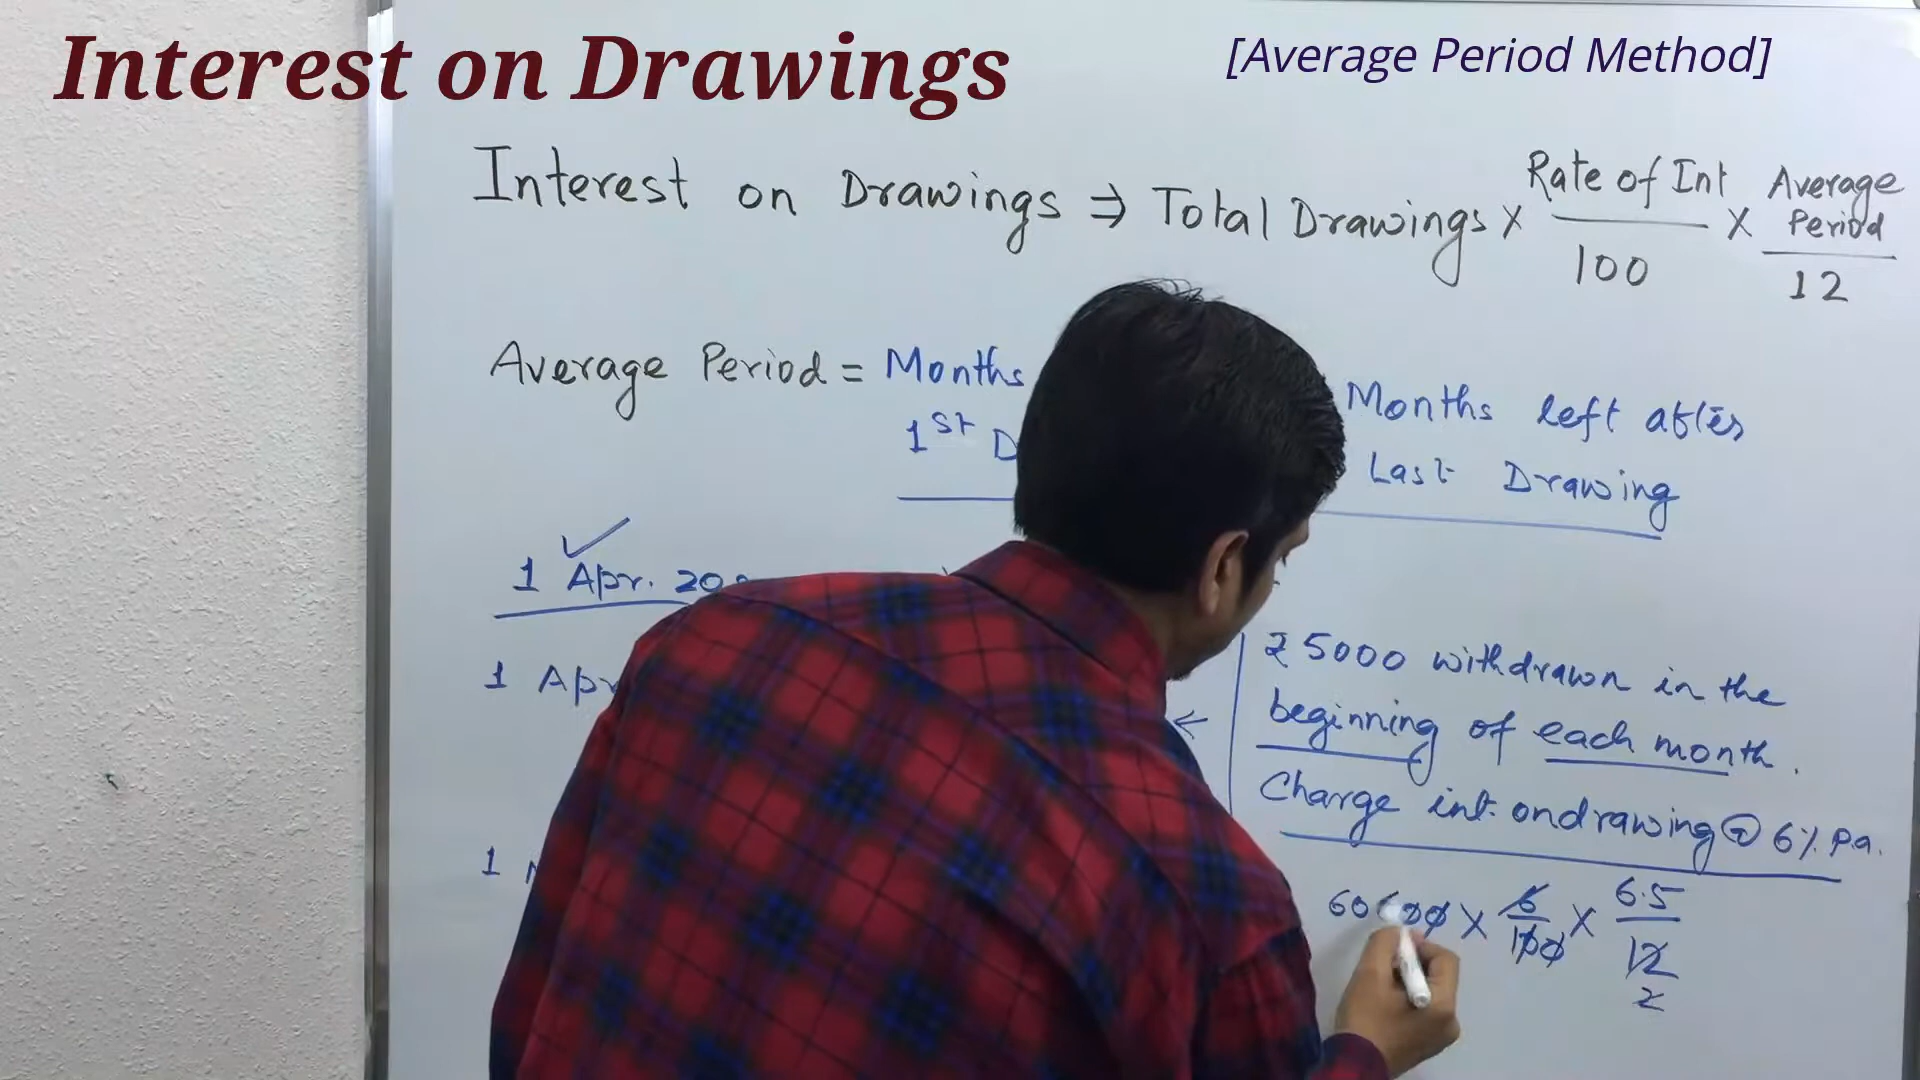 Interest on Drawings
[Average Period Method]
Interest on Drawings ⇒ Total Drawings × Rate of Int / 100 × Average Period / 12
Average Period = Months
1st D
Months left after
Last Drawing
1 Apr. 20
1 Apr
1
₹ 5000 withdrawn in the
beginning of each month.
←
Charge int. on drawing @ 6% p.a.
60000 × 6/100 × 6.5/12
2